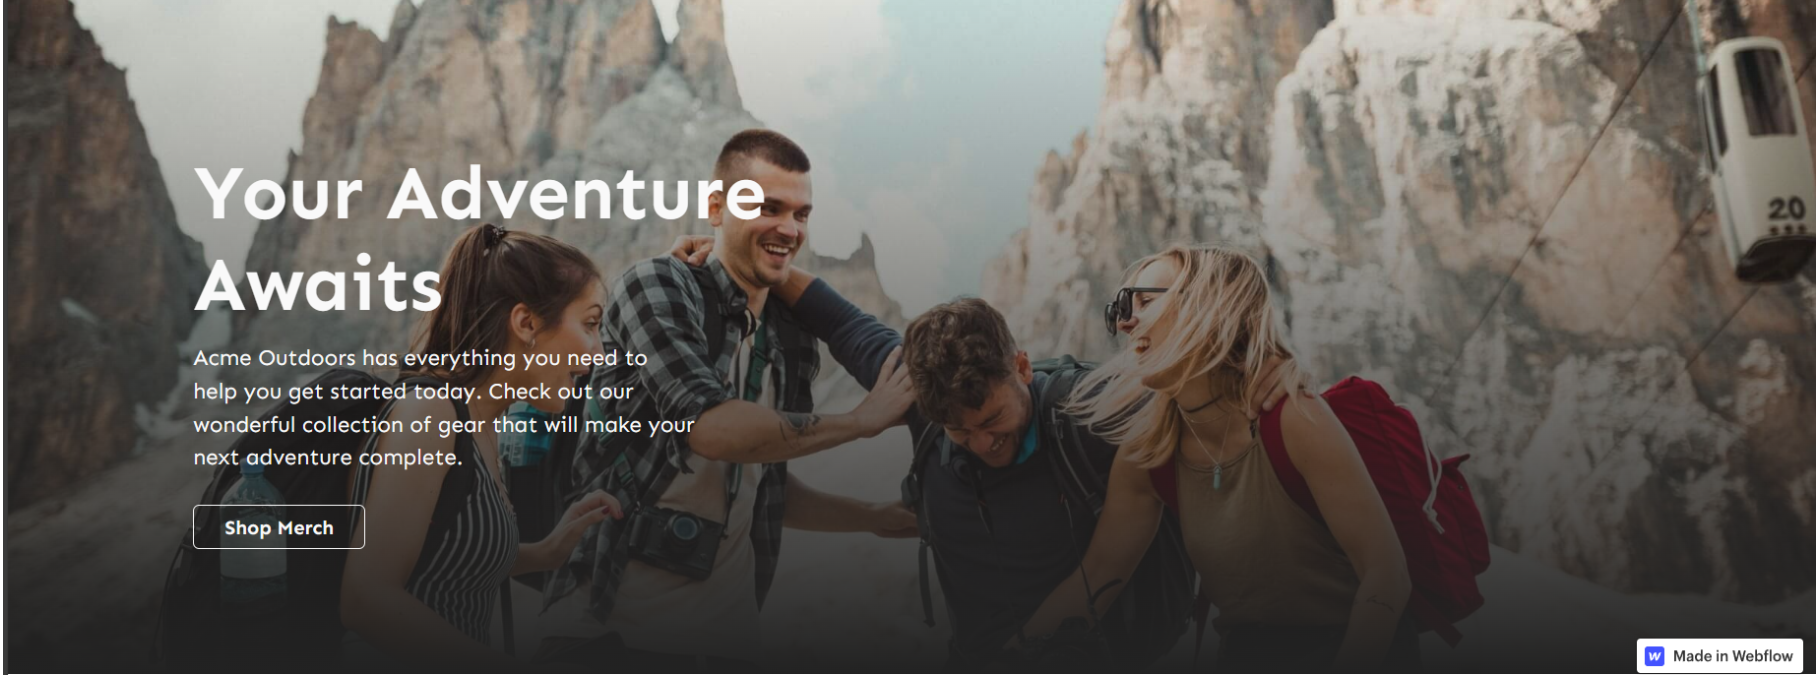 Your Adventure
Awaits
Acme Outdoors has everything you need to
help you get started today. Check out our
wonderful collection of gear that will make your
next adventure complete.
Shop Merch
20
Made in Webflow